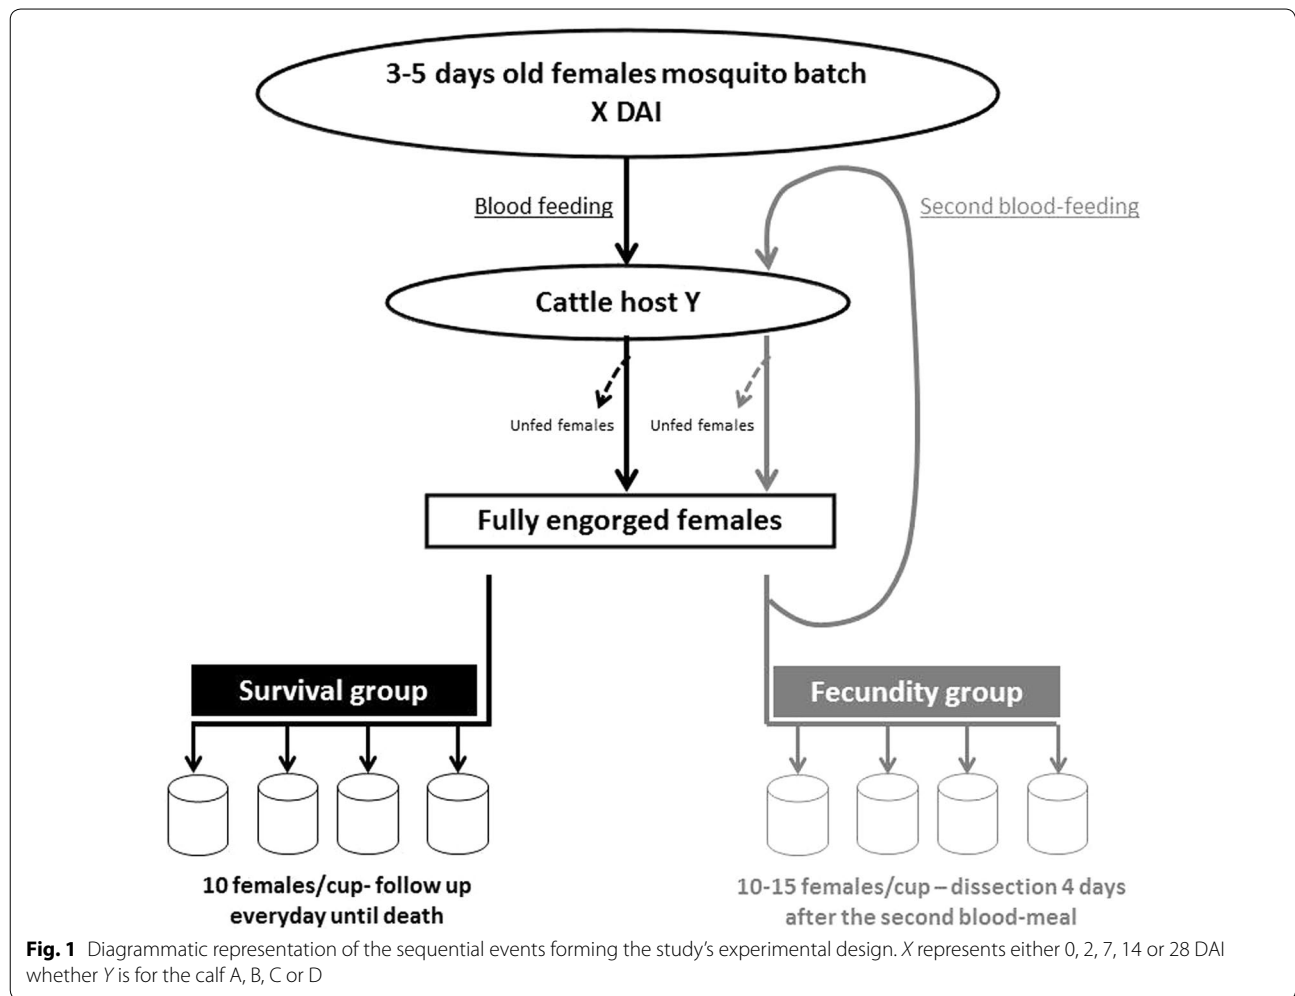 3-5 days old females mosquito batch
X DAI
Blood feeding
Second blood-feeding
Cattle host Y
Unfed females
Unfed females
Fully engorged females
Survival group
Fecundity group
10 females/cup- follow up
everyday until death
10-15 females/cup – dissection 4 days
after the second blood-meal
Fig. 1 Diagrammatic representation of the sequential events forming the study's experimental design. X represents either 0, 2, 7, 14 or 28 DAI
whether Y is for the calf A, B, C or D